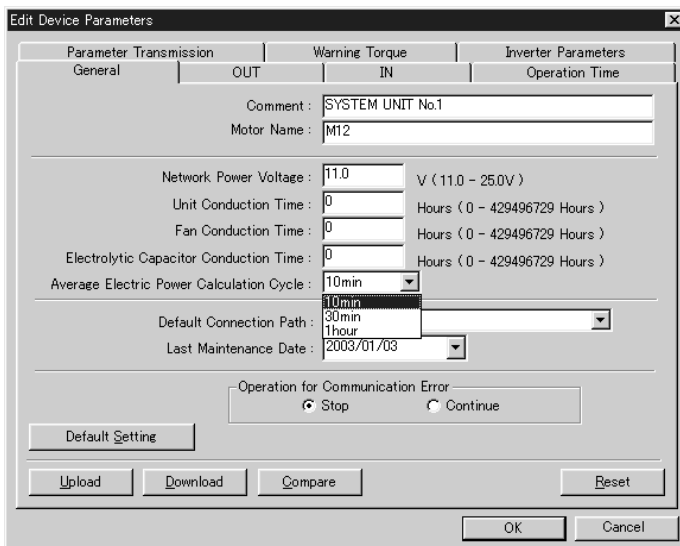 Edit Device Parameters
Parameter Transmission Warning Torque Inverter Parameters
General OUT IN Operation Time
Comment : SYSTEM UNIT No.1
Motor Name : M12
Network Power Voltage : 11.0 V ( 11.0 - 25.0V )
Unit Conduction Time : 0 Hours ( 0 - 429496729 Hours )
Fan Conduction Time : 0 Hours ( 0 - 429496729 Hours )
Electrolytic Capacitor Conduction Time : 0 Hours ( 0 - 429496729 Hours )
Average Electric Power Calculation Cycle : 10min
10min
Default Connection Path : 30min
1hour
Last Maintenance Date : 2003/01/03
Operation for Communication Error
Stop Continue
Default Setting
Upload Download Compare Reset
OK Cancel